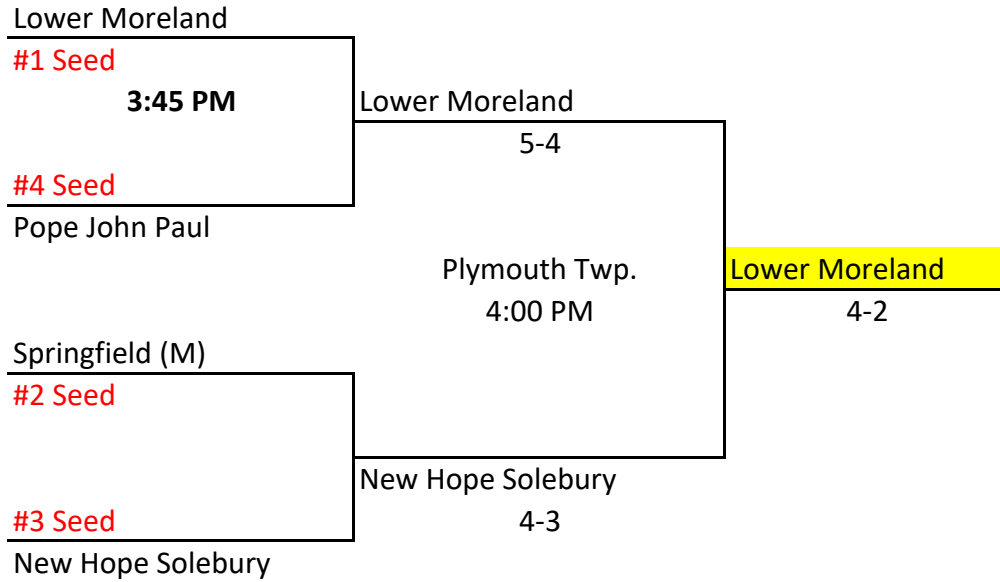 Lower Moreland
#1 Seed
3:45 PM
Lower Moreland
5-4
#4 Seed
Pope John Paul
Plymouth Twp.
Lower Moreland
4:00 PM
4-2
Springfield (M)
#2 Seed
New Hope Solebury
#3 Seed
4-3
New Hope Solebury